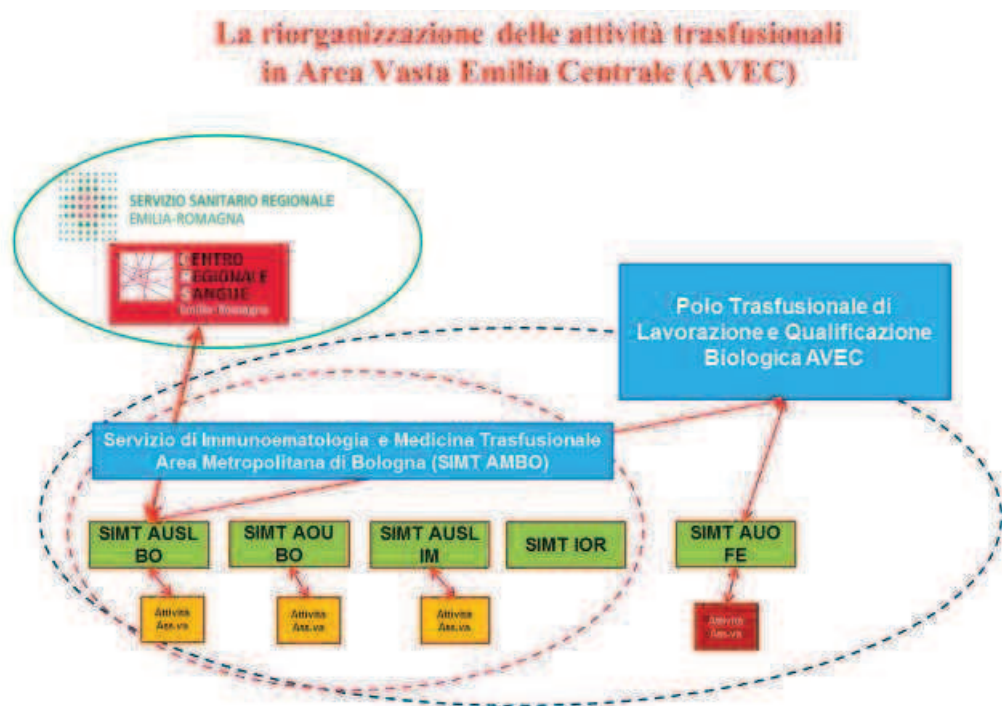 La riorganizzazione delle attività trasfusionali
in Area Vasta Emilia Centrale (AVEC)
SERVIZIO SANITARIO REGIONALE
EMILIA-ROMAGNA
CENTRO
REGIONALE
SANGUE
Emilia-Romagna
Polo Trasfusionale di
Lavorazione e Qualificazione
Biologica AVEC
Servizio di Immunoematologia e Medicina Trasfusionale
Area Metropolitana di Bologna (SIMT AMBO)
SIMT AUSL
BO
SIMT AOU
BO
SIMT AUSL
IM
SIMT IOR
SIMT AUO
FE
Attività
Ass.va
Attività
Ass.va
Attività
Ass.va
Attività
Ass.va